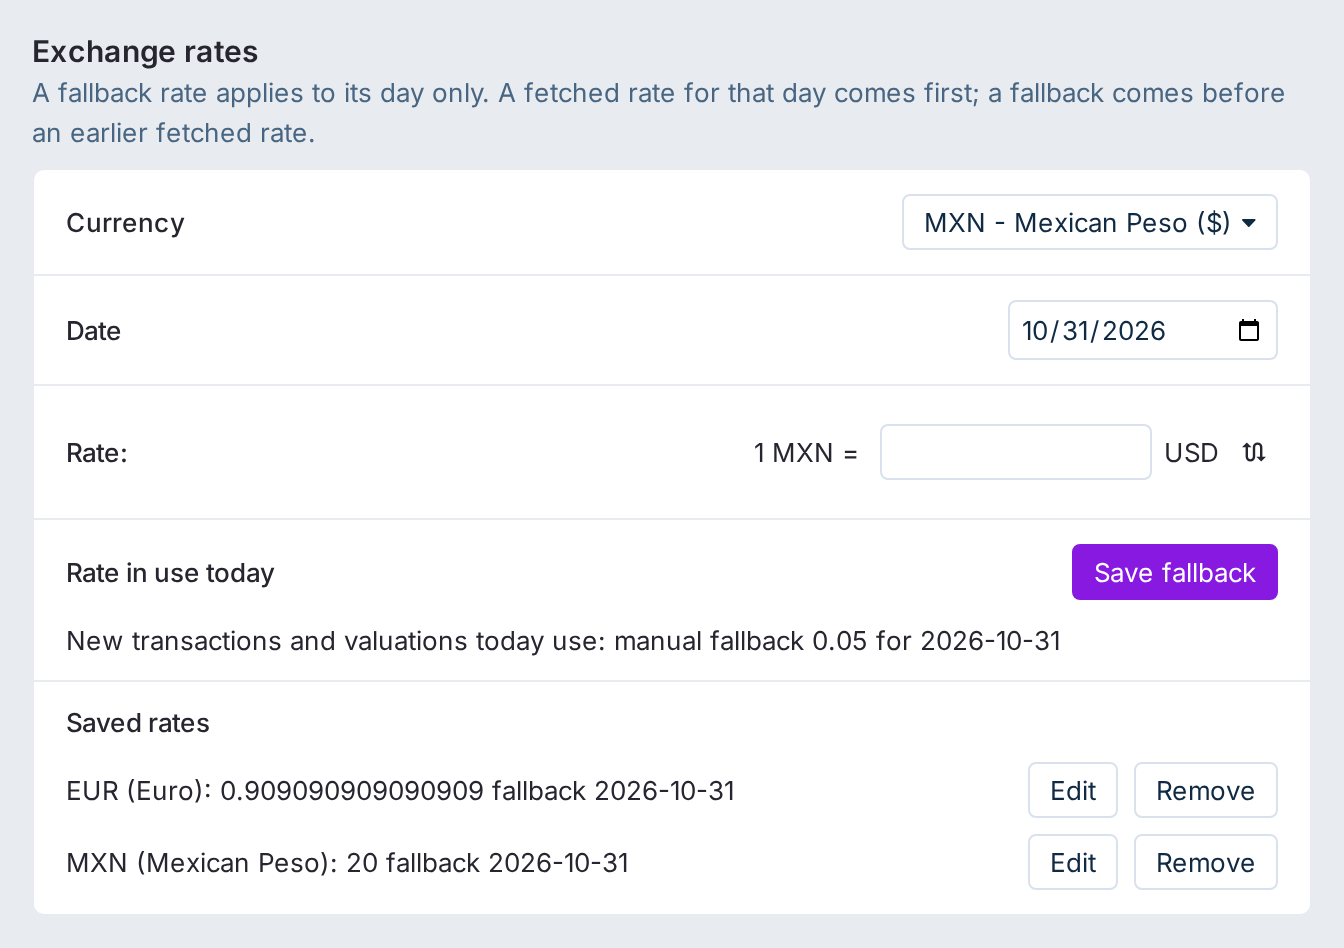 Exchange rates
A fallback rate applies to its day only. A fetched rate for that day comes first; a fallback comes before
an earlier fetched rate.
Currency
MXN - Mexican Peso ($)
Date
10/31/2026
Rate:
1 MXN =
USD
Rate in use today
Save fallback
New transactions and valuations today use: manual fallback 0.05 for 2026-10-31
Saved rates
EUR (Euro): 0.909090909090909 fallback 2026-10-31
Edit
Remove
MXN (Mexican Peso): 20 fallback 2026-10-31
Edit
Remove